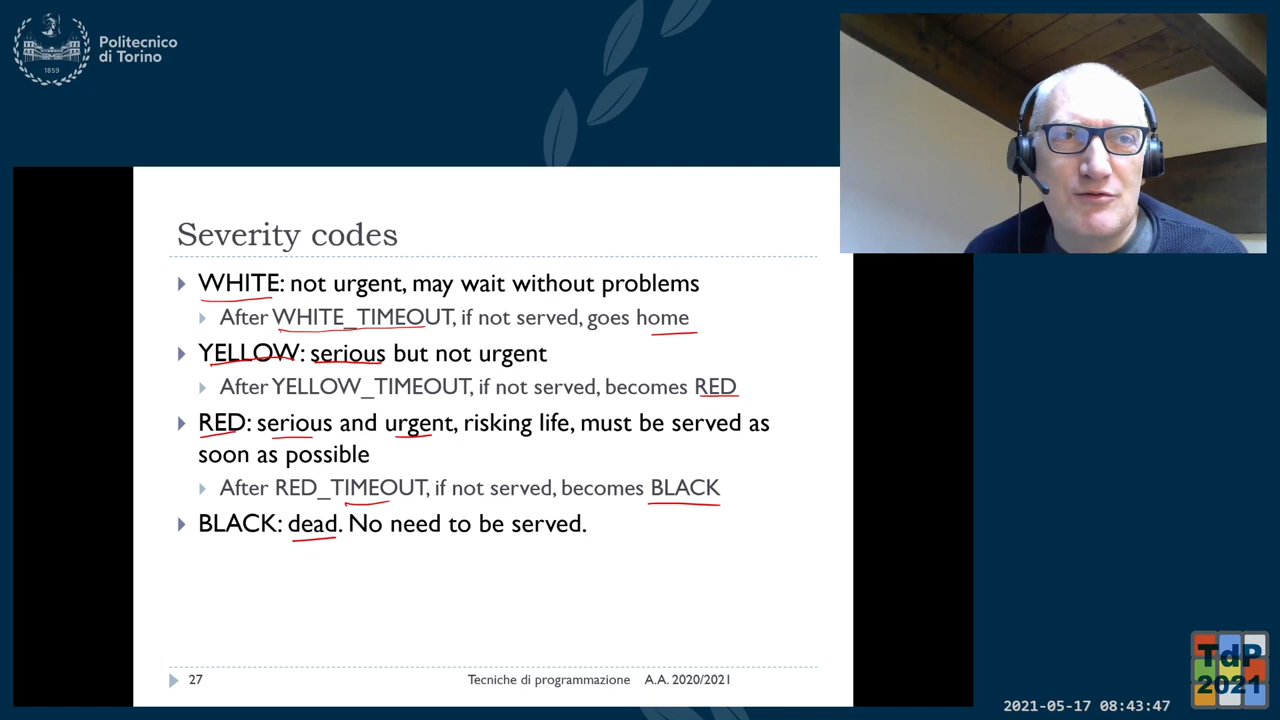 Politecnico
di Torino
1859
Severity codes
WHITE: not urgent, may wait without problems
After WHITE_TIMEOUT, if not served, goes home
YELLOW: serious but not urgent
After YELLOW_TIMEOUT, if not served, becomes RED
RED: serious and urgent, risking life, must be served as
soon as possible
After RED_TIMEOUT, if not served, becomes BLACK
BLACK: dead. No need to be served.
27
Tecniche di programmazione A.A. 2020/2021
TdP
2021
2021-05-17 08:43:47